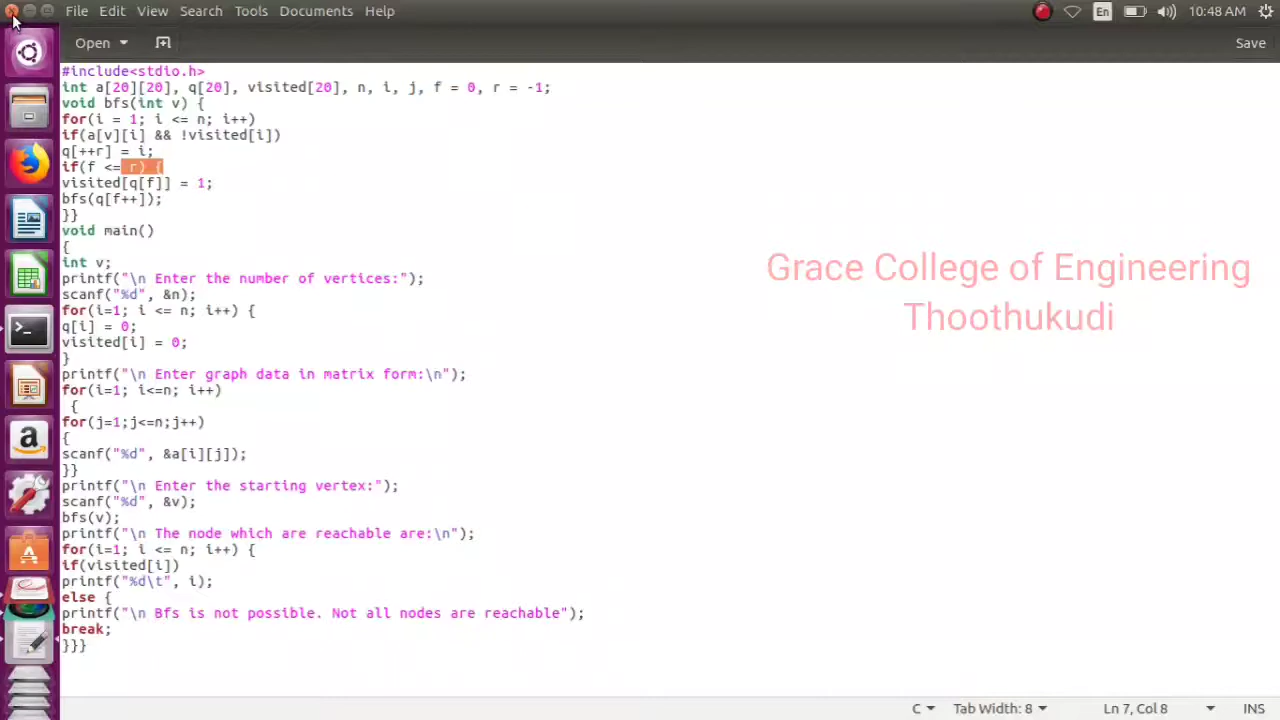 File Edit View Search Tools Documents Help
En 10:48 AM
Open Save
#include<stdio.h>
int a[20][20], q[20], visited[20], n, i, j, f = 0, r = -1;
void bfs(int v) {
for(i = 1; i <= n; i++)
if(a[v][i] && !visited[i])
q[++r] = i;
if(f <= r) {
visited[q[f]] = 1;
bfs(q[f++]);
}}
void main()
{
int v;
printf("\n Enter the number of vertices:");
scanf("%d", &n);
for(i=1; i <= n; i++) {
q[i] = 0;
visited[i] = 0;
}
printf("\n Enter graph data in matrix form:\n");
for(i=1; i<=n; i++)
{
for(j=1;j<=n;j++)
{
scanf("%d", &a[i][j]);
}}
printf("\n Enter the starting vertex:");
scanf("%d", &v);
bfs(v);
printf("\n The node which are reachable are:\n");
for(i=1; i <= n; i++) {
if(visited[i])
printf("%d\t", i);
else {
printf("\n Bfs is not possible. Not all nodes are reachable");
break;
}}}
Grace College of Engineering
Thoothukudi
C Tab Width: 8 Ln 7, Col 8 INS